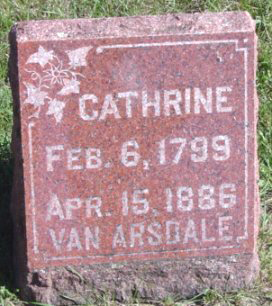 CATHRINE
FEB. 6, 1799
APR. 15, 1886
VAN ARSDALE.